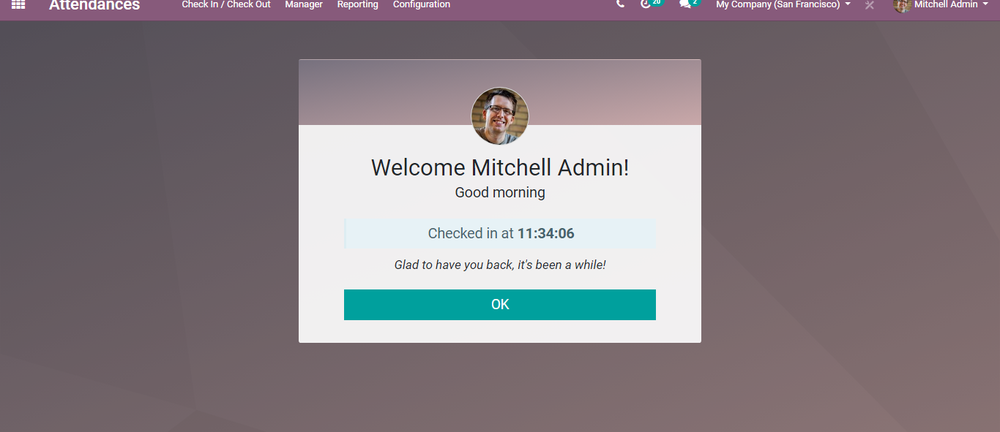 Attendances Check In / Check Out Manager Reporting Configuration 20 2 My Company (San Francisco) Mitchell Admin
Welcome Mitchell Admin!
Good morning
Checked in at 11:34:06
Glad to have you back, it's been a while!
OK